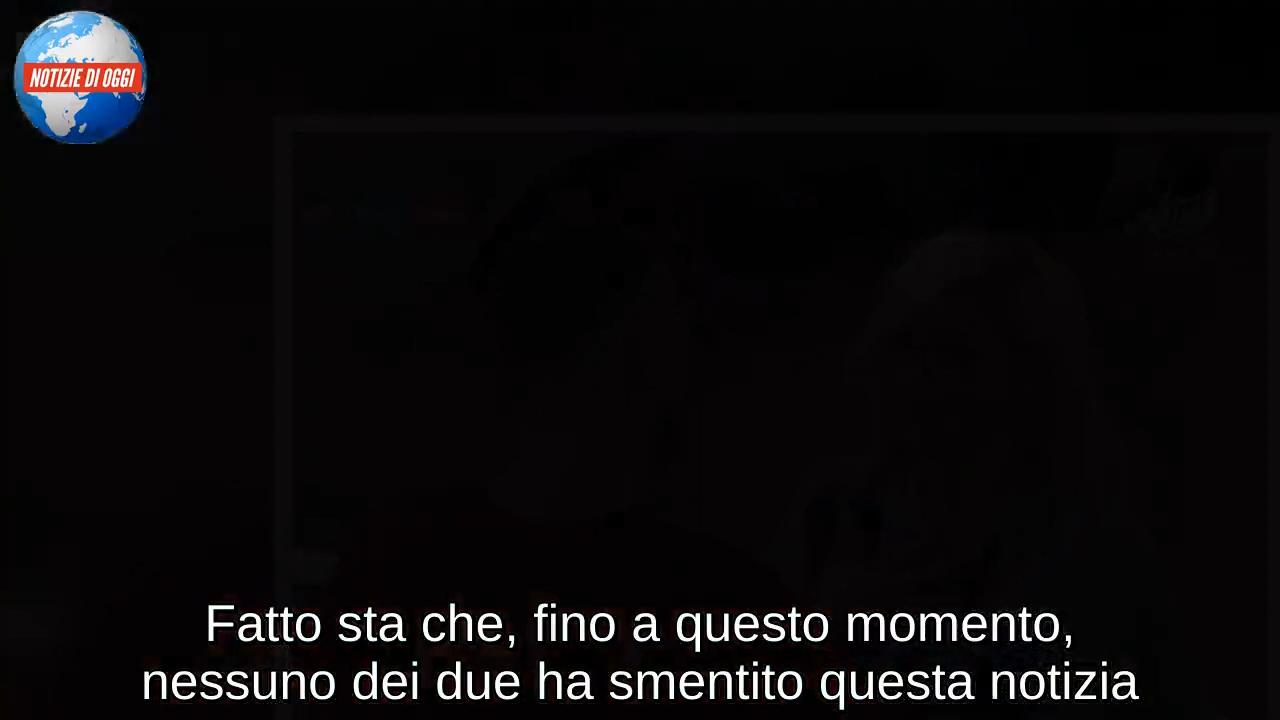 NOTIZIE DI OGGI
Fatto sta che, fino a questo momento,
nessuno dei due ha smentito questa notizia